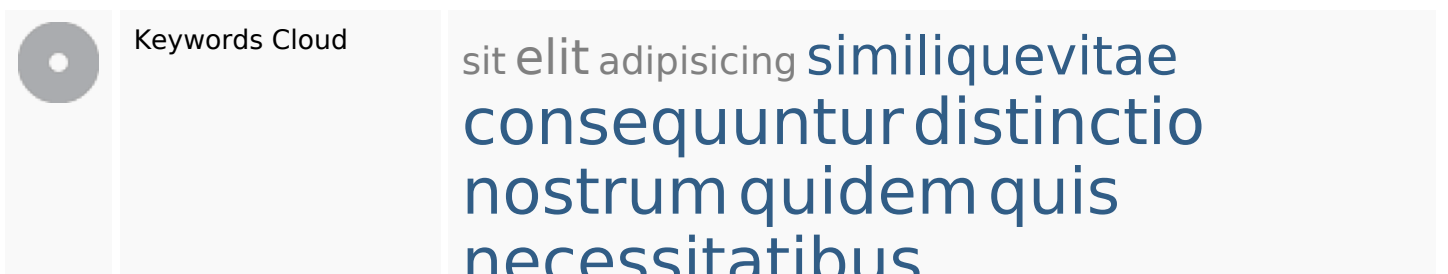 Keywords Cloud
sit elit adipisicing similiquevitae
consequuntur distinctio
nostrum quidem quis
necessitatibus